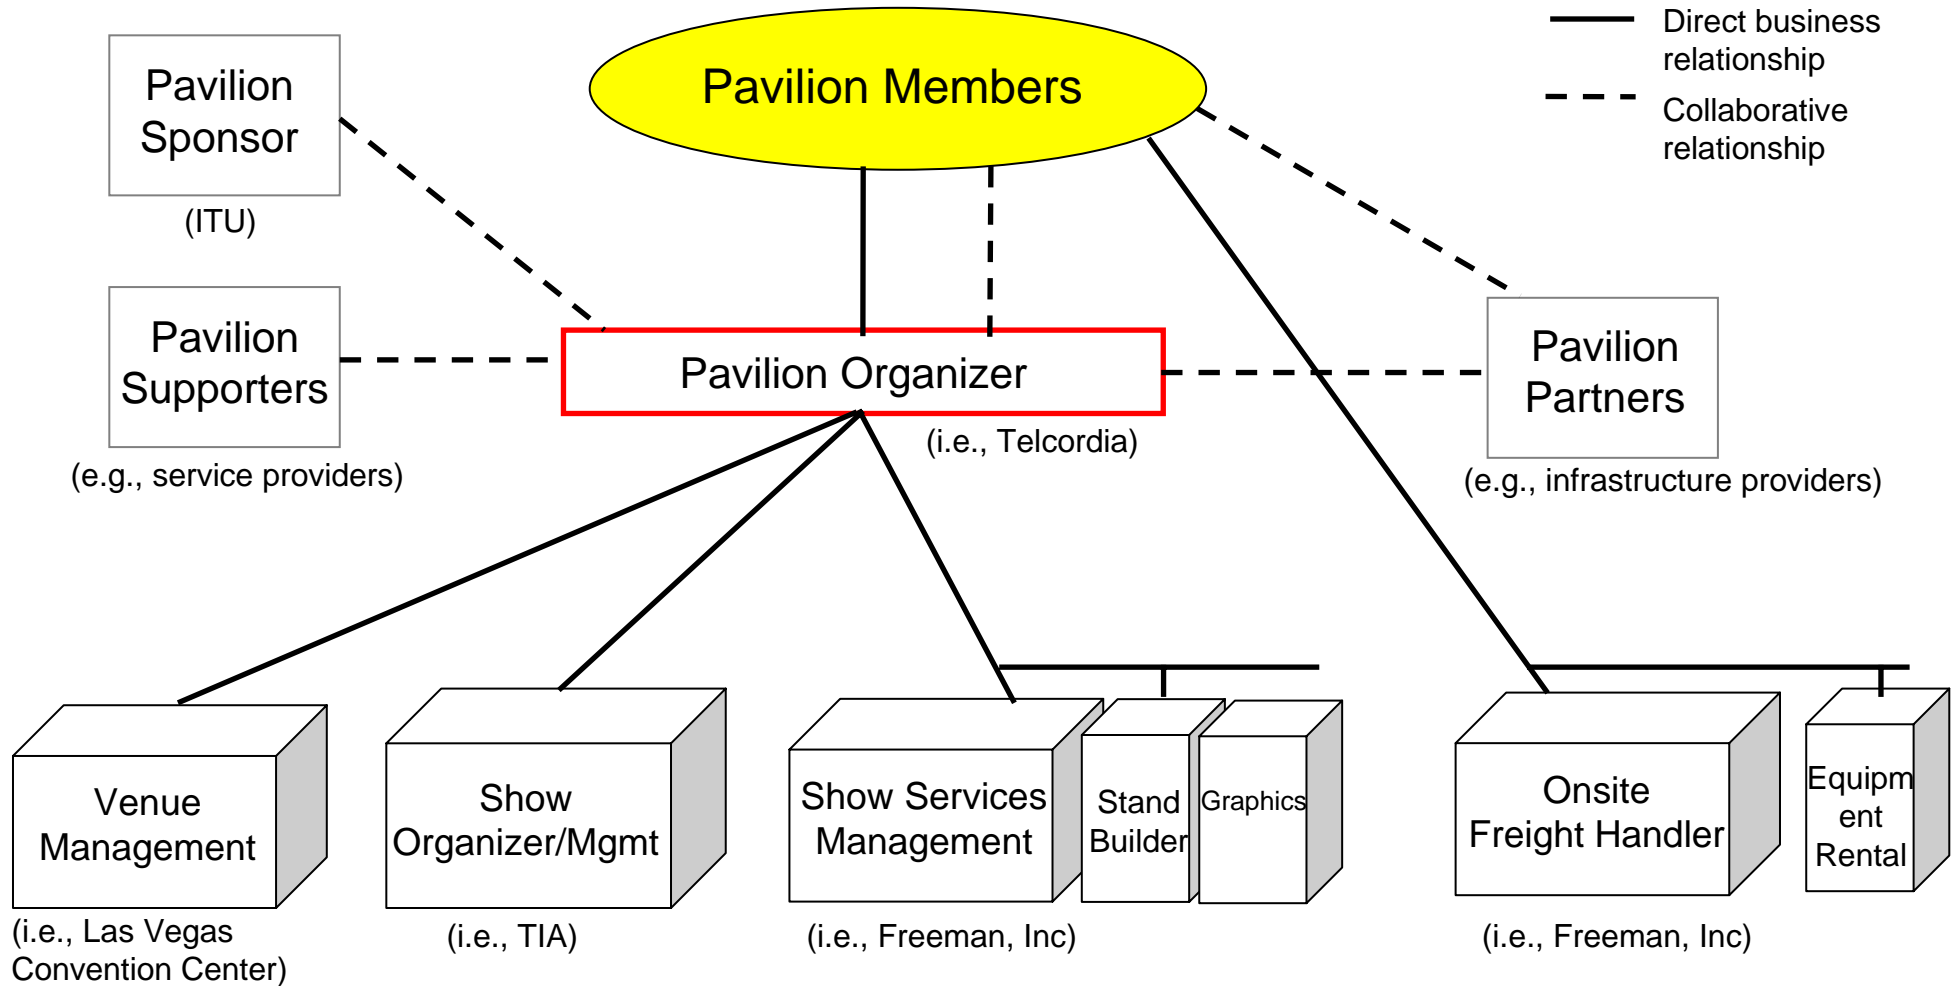 Pavilion
Sponsor
(ITU)
Pavilion Members
Direct business
relationship
Collaborative
relationship
Pavilion
Supporters
(e.g., service providers)
Pavilion Organizer
(i.e., Telcordia)
Pavilion
Partners
(e.g., infrastructure providers)
Venue
Management
(i.e., Las Vegas
Convention Center)
Show
Organizer/Mgmt
(i.e., TIA)
Show Services
Management
(i.e., Freeman, Inc)
Stand
Builder
Graphics
Onsite
Freight Handler
(i.e., Freeman, Inc)
Equipm
ent
Rental